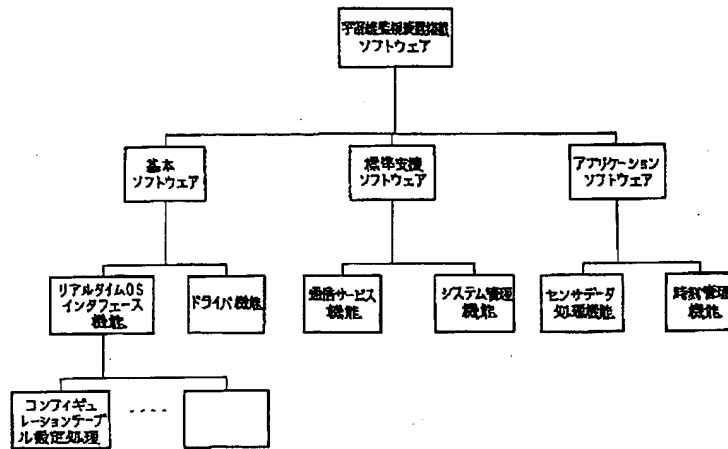 宇宙姿監視装置搭載
ソフトウェア
基本
ソフトウェア
標準支援
ソフトウェア
アプリケーション
ソフトウェア
リアルタイムOS
インタフェース
機能
ドライバ機能
通信サービス
機能
システム管理
機能
センサデータ
処理機能
時刻管理
機能
コンフィギュ
レーションテーブ
ル設定処理